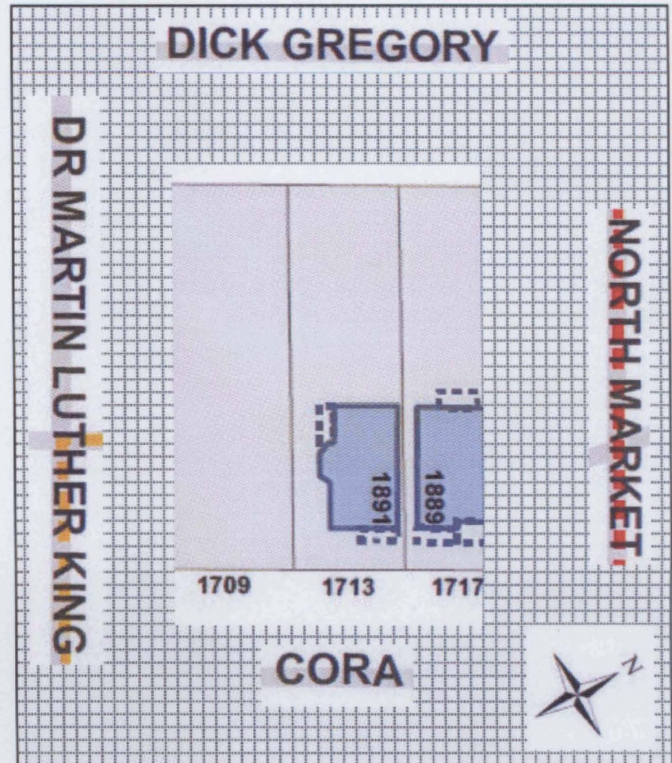 DICK GREGORY
DR MARTIN LUTHER KING
NORTH MARKET
1891
1889
1709
1713
1717
CORA
N